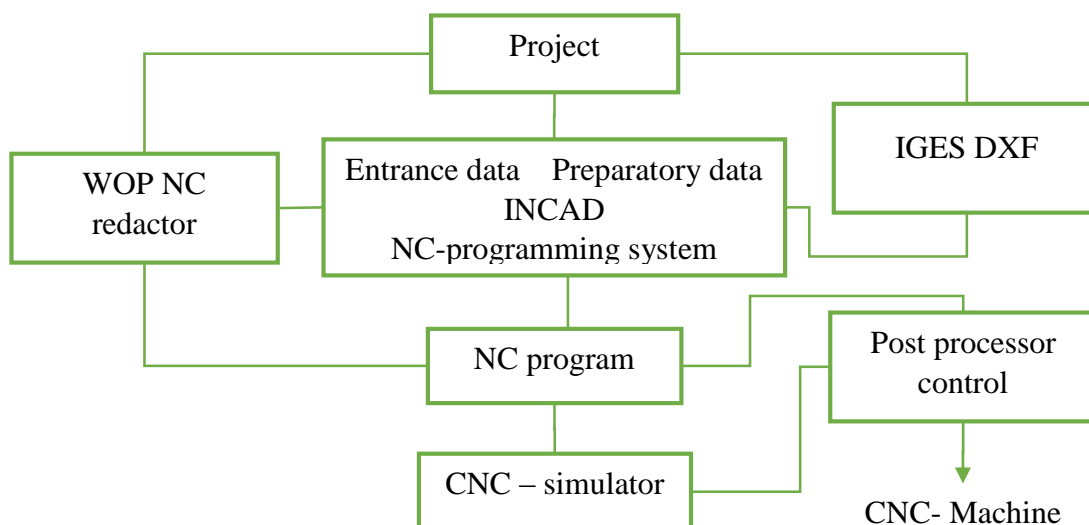 Project
IGES DXF
WOP NC
redactor
Entrance data Preparatory data
INCAD
NC-programming system
NC program
Post processor
control
CNC – simulator
CNC- Machine